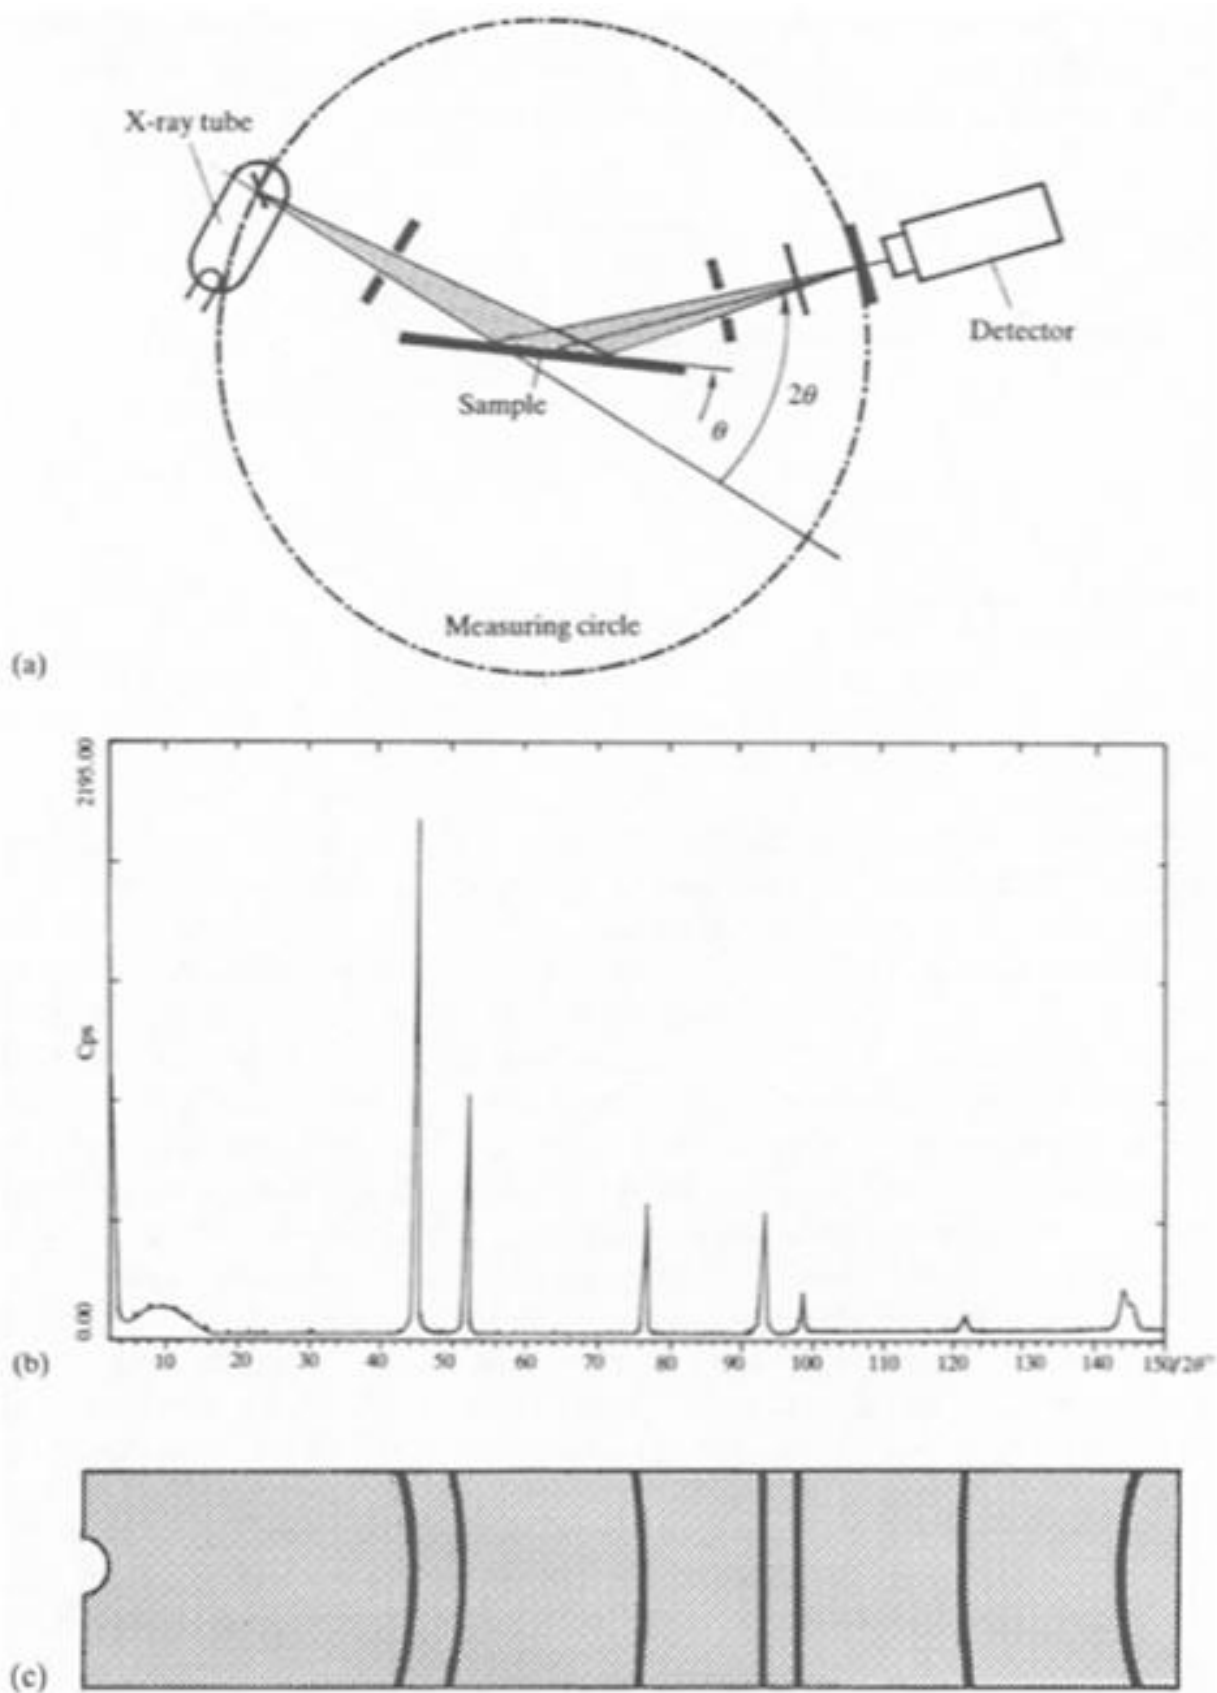 X-ray tube
Detector
2θ
Sample
θ
Measuring circle
(a)
2195.00
Cps
0.00
10 20 30 40 50 60 70 80 90 100 110 120 130 140 150/2θ°
(b)
(c)